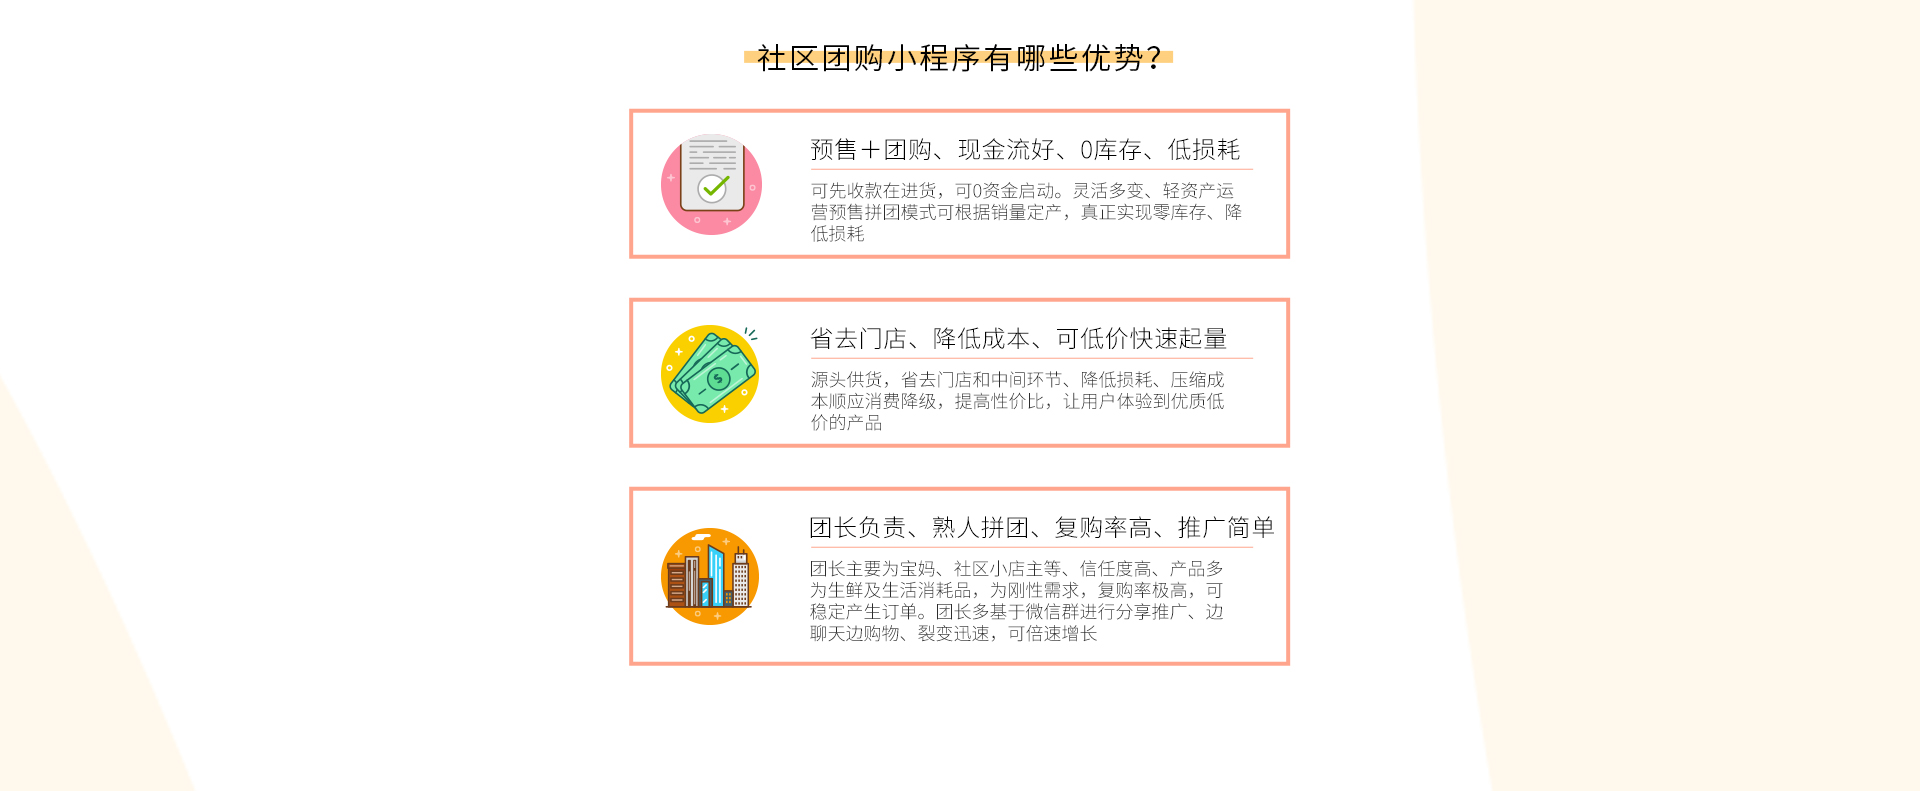 社区团购小程序有哪些优势？
预售＋团购、现金流好、0库存、低损耗
可先收款在进货，可0资金启动。灵活多变、轻资产运
营预售拼团模式可根据销量定产，真正实现零库存、降
低损耗
省去门店、降低成本、可低价快速起量
源头供货，省去门店和中间环节、降低损耗、压缩成
本顺应消费降级，提高性价比，让用户体验到优质低
价的产品
团长负责、熟人拼团、复购率高、推广简单
团长主要为宝妈、社区小店主等、信任度高、产品多
为生鲜及生活消耗品，为刚性需求，复购率极高，可
稳定产生订单。团长多基于微信群进行分享推广、边
聊天边购物、裂变迅速，可倍速增长